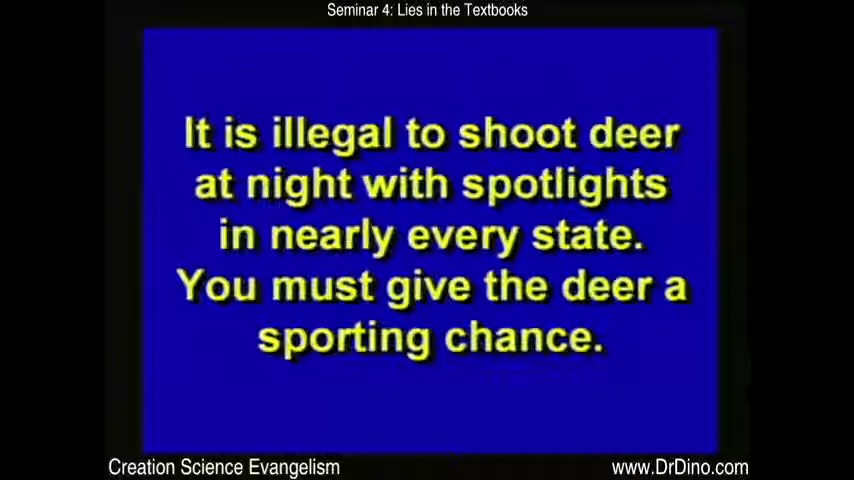 Seminar 4: Lies in the Textbooks
It is illegal to shoot deer
at night with spotlights
in nearly every state.
You must give the deer a
sporting chance.
Creation Science Evangelism
www.DrDino.com